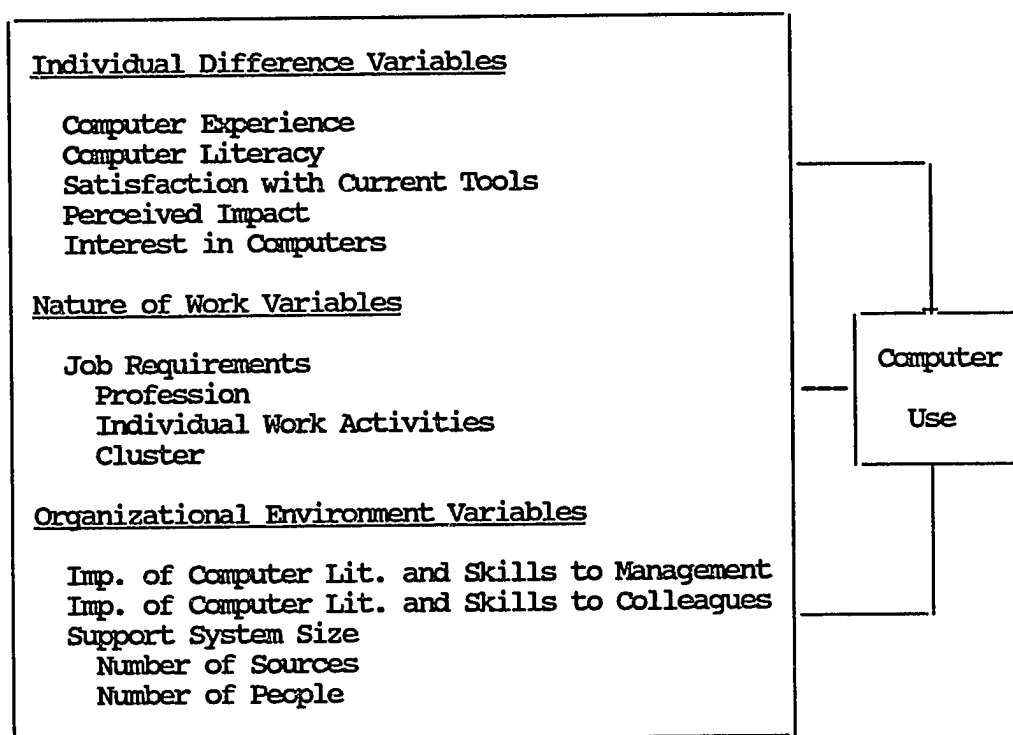 Individual Difference Variables
Computer Experience
Computer Literacy
Satisfaction with Current Tools
Perceived Impact
Interest in Computers
Nature of Work Variables
Job Requirements
Profession
Individual Work Activities
Cluster
Organizational Environment Variables
Imp. of Computer Lit. and Skills to Management
Imp. of Computer Lit. and Skills to Colleagues
Support System Size
Number of Sources
Number of People
Computer
Use